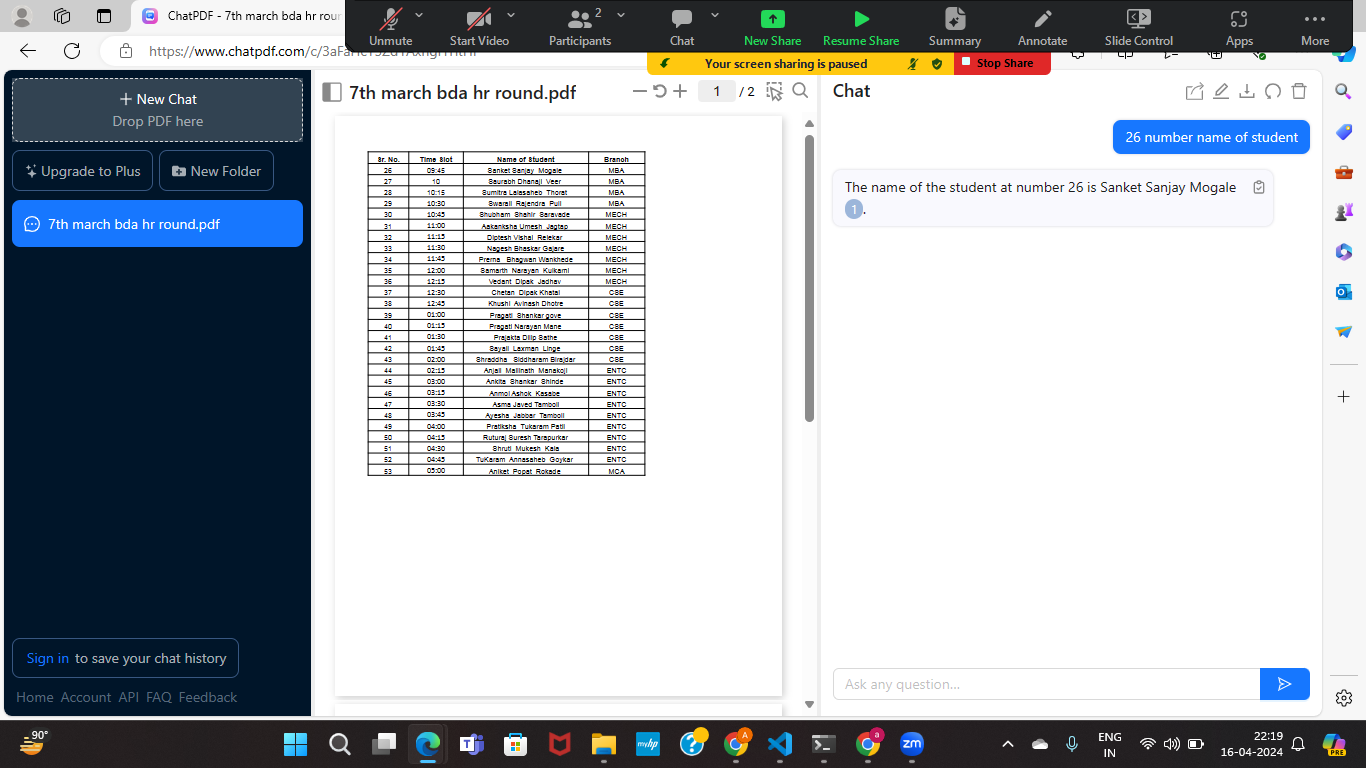 ChatPDF - 7th march bda hr roun
Unmute
Start Video
Participants
2
Chat
New Share
Resume Share
Summary
Annotate
Slide Control
Apps
More
https://www.chatpdf.com/c/
Your screen sharing is paused
Stop Share
+ New Chat
Drop PDF here
Upgrade to Plus
New Folder
7th march bda hr round.pdf
Sign in to save your chat history
Home Account API FAQ Feedback
7th march bda hr round.pdf
1 / 2
Sr. No. Time Slot Name of Student Branch
26 09:45 Sanket Sanjay Mogale MBA
27 10 Saurabh Dhanaji Veer MBA
28 10:15 Sumitra Lalasaheb Thorat MBA
29 10:30 Swarali Rajendra Pull MBA
30 10:45 Shubham Shahir Saravade MECH
31 11:00 Aakanksha Umesh Jagtap MECH
32 11:15 Diptesh Vishal Relekar MECH
33 11:30 Nagesh Bhaskar Gajare MECH
34 11:45 Prerna Bhagwan Wankhede MECH
35 12:00 Samarth Narayan Kulkarni MECH
36 12:15 Vedant Dipak Jadhav MECH
37 12:30 Chetan Dipak Khatal CSE
38 12:45 Khushi Avinash Dhotre CSE
39 01:00 Pragati Shankar gove CSE
40 01:15 Pragati Narayan Mane CSE
41 01:30 Prajakta Dilip Sathe CSE
42 01:45 Sayali Laxman Linge CSE
43 02:00 Shraddha Siddharam Birajdar CSE
44 02:15 Anjali Mallinath Manakoji ENTC
45 03:00 Ankita Shankar Shinde ENTC
46 03:15 Anmol Ashok Kasabe ENTC
47 03:30 Asma Javed Tamboli ENTC
48 03:45 Ayesha Jabbar Tamboli ENTC
49 04:00 Pratiksha Tukaram Patil ENTC
50 04:15 Ruturaj Suresh Tarapurkar ENTC
51 04:30 Shruti Mukesh Kala ENTC
52 04:45 TuKaram Annasaheb Goykar ENTC
53 05:00 Aniket Popat Rokade MCA
Chat
26 number name of student
The name of the student at number 26 is Sanket Sanjay Mogale
1.
Ask any question...
90°
ENG
IN
22:19
16-04-2024